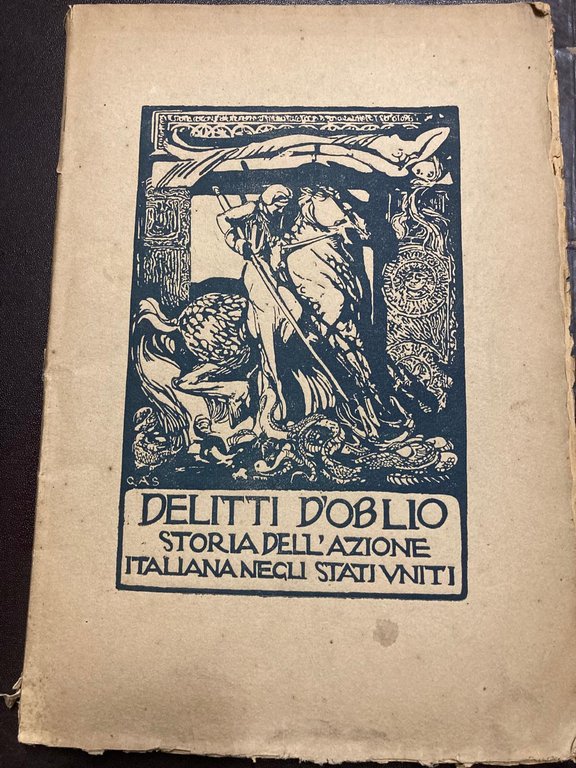 G.A.S
DELITTI D'OBLIO
STORIA DELL'AZIONE
ITALIANA NEGLI STATI VNITI